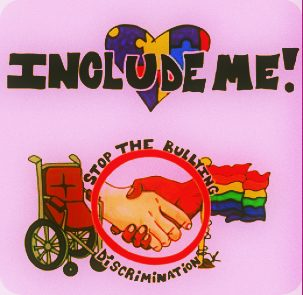 INCLUDE ME!
STOP THE BULLYING
DISCRIMINATION